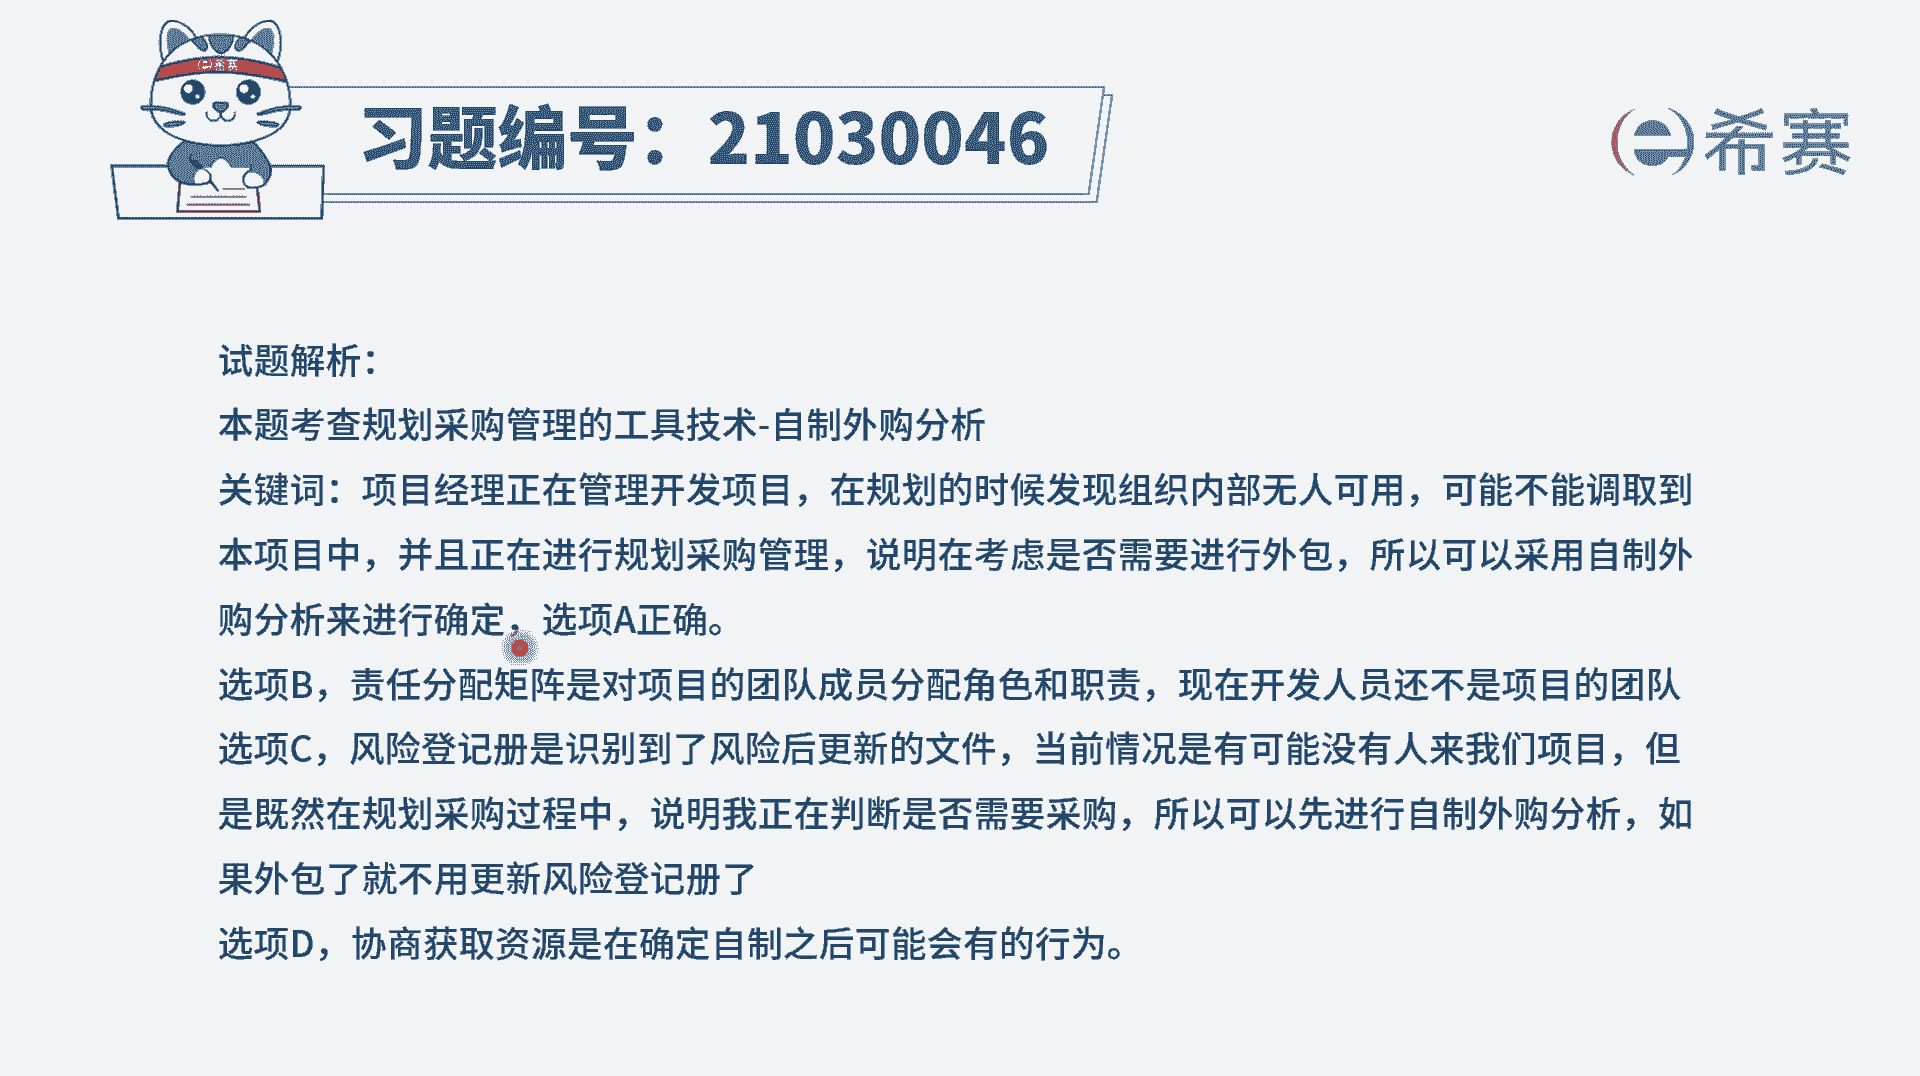 希赛
习题编号：21030046
希赛
试题解析：
本题考查规划采购管理的工具技术-自制外购分析
关键词：项目经理正在管理开发项目，在规划的时候发现组织内部无人可用，可能不能调取到
本项目中，并且正在进行规划采购管理，说明在考虑是否需要进行外包，所以可以采用自制外
购分析来进行确定，选项A正确。
选项B，责任分配矩阵是对项目的团队成员分配角色和职责，现在开发人员还不是项目的团队
选项C，风险登记册是识别到了风险后更新的文件，当前情况是有可能没有人来我们项目，但
是既然在规划采购过程中，说明我正在判断是否需要采购，所以可以先进行自制外购分析，如
果外包了就不用更新风险登记册了
选项D，协商获取资源是在确定自制之后可能会有的行为。